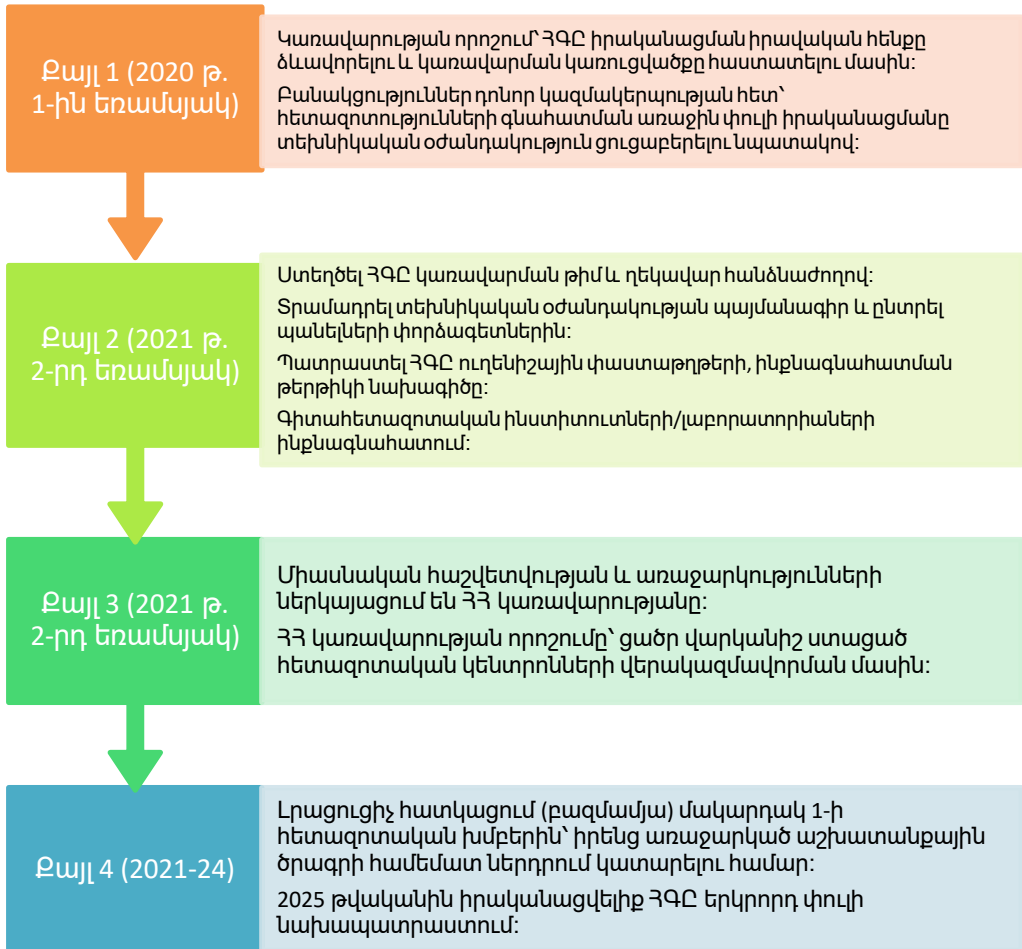 Քայլ 1 (2020 թ.
1-ին եռամսյակ)
Կառավարության որոշում՝ ՀԳԸ իրականացման իրավական հենքը
ձևավորելու և կառավարման կառուցվածքը հաստատելու մասին:
Բանակցություններ դոնոր կազմակերպության հետ՝
հետազոտությունների գնահատման առաջին փուլի իրականացմանը
տեխնիկական օժանդակություն ցուցաբերելու նպատակով:
Քայլ 2 (2021 թ.
2-րդ եռամսյակ)
Ստեղծել ՀԳԸ կառավարման թիմ և ղեկավար հանձնաժողով:
Տրամադրել տեխնիկական օժանդակության պայմանագիր և ընտրել
պանելների փորձագետներին:
Պատրաստել ՀԳԸ ուղենիշային փաստաթղթերի, ինքնագնահատման
թերթիկի նախագիծը:
Գիտահետազոտական ինստիտուտների/լաբորատորիաների
ինքնագնահատում:
Քայլ 3 (2021 թ.
2-րդ եռամսյակ)
Միասնական հաշվետվության և առաջարկությունների
ներկայացում են ՀՀ կառավարությանը:
ՀՀ կառավարության որոշումը՝ ցածր վարկանիշ ստացած
հետազոտական կենտրոնների վերակազմավորման մասին:
Քայլ 4 (2021-24)
Լրացուցիչ հատկացում (բազմամյա) մակարդակ 1-ի
հետազոտական խմբերին՝ իրենց առաջարկած աշխատանքային
ծրագրի համեմատ ներդրում կատարելու համար:
2025 թվականին իրականացվելիք ՀԳԸ երկրորդ փուլի
նախապատրաստում: